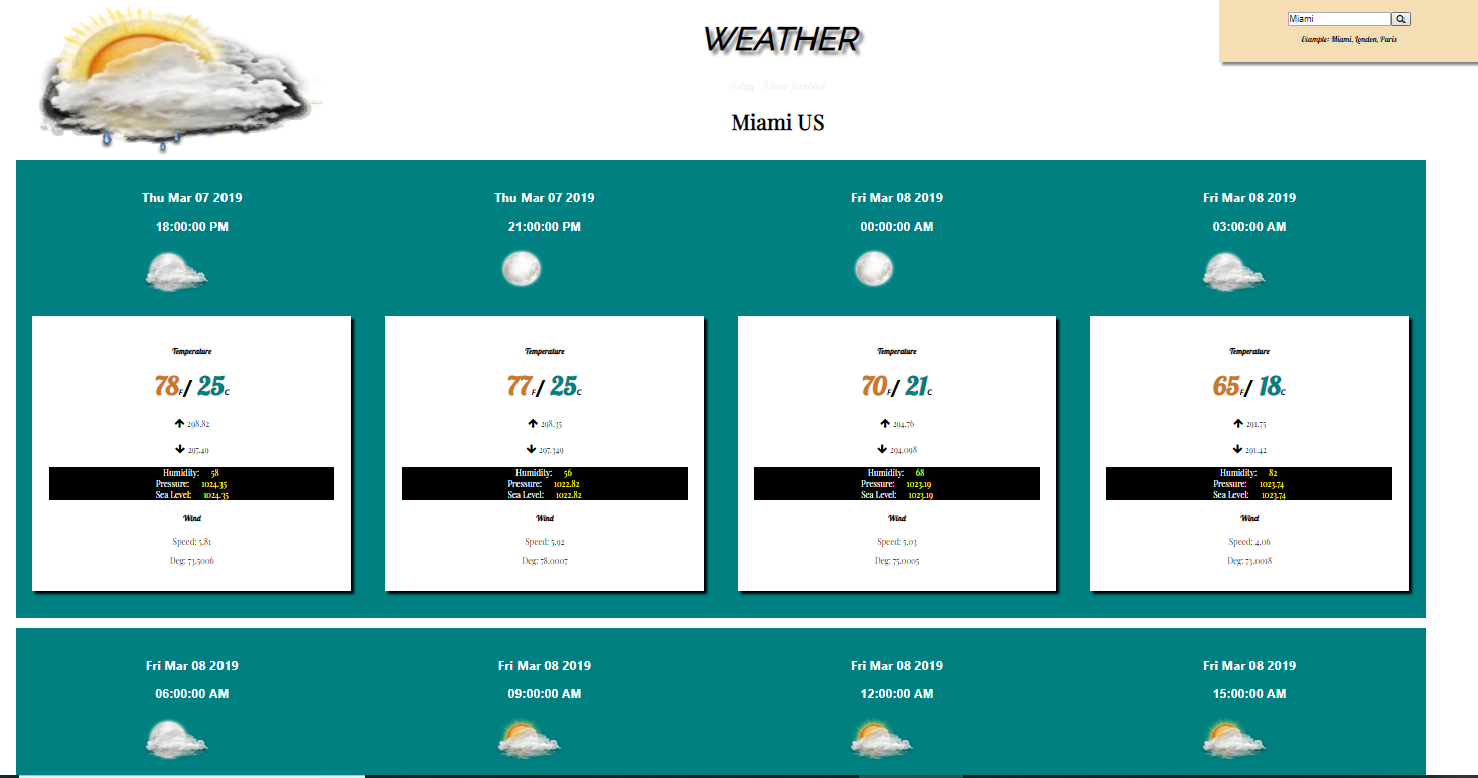 WEATHER
Miami
Example: Miami, London, Paris
5 day / 3 hour forecast
Miami US
Thu Mar 07 2019
18:00:00 PM
Temperature
78F/ 25C
298.82
297.49
Humidity: 58
Pressure: 1024.35
Sea Level: 1024.35
Wind
Speed: 5.81
Deg: 73.5006
Thu Mar 07 2019
21:00:00 PM
Temperature
77F/ 25C
298.35
297.349
Humidity: 56
Pressure: 1022.82
Sea Level: 1022.82
Wind
Speed: 5.92
Deg: 78.0007
Fri Mar 08 2019
00:00:00 AM
Temperature
70F/ 21C
294.76
294.098
Humidity: 68
Pressure: 1023.19
Sea Level: 1023.19
Wind
Speed: 5.03
Deg: 75.0005
Fri Mar 08 2019
03:00:00 AM
Temperature
65F/ 18C
291.75
291.42
Humidity: 82
Pressure: 1023.74
Sea Level: 1023.74
Wind
Speed: 4.06
Deg: 73.0018
Fri Mar 08 2019
06:00:00 AM
Fri Mar 08 2019
09:00:00 AM
Fri Mar 08 2019
12:00:00 AM
Fri Mar 08 2019
15:00:00 AM